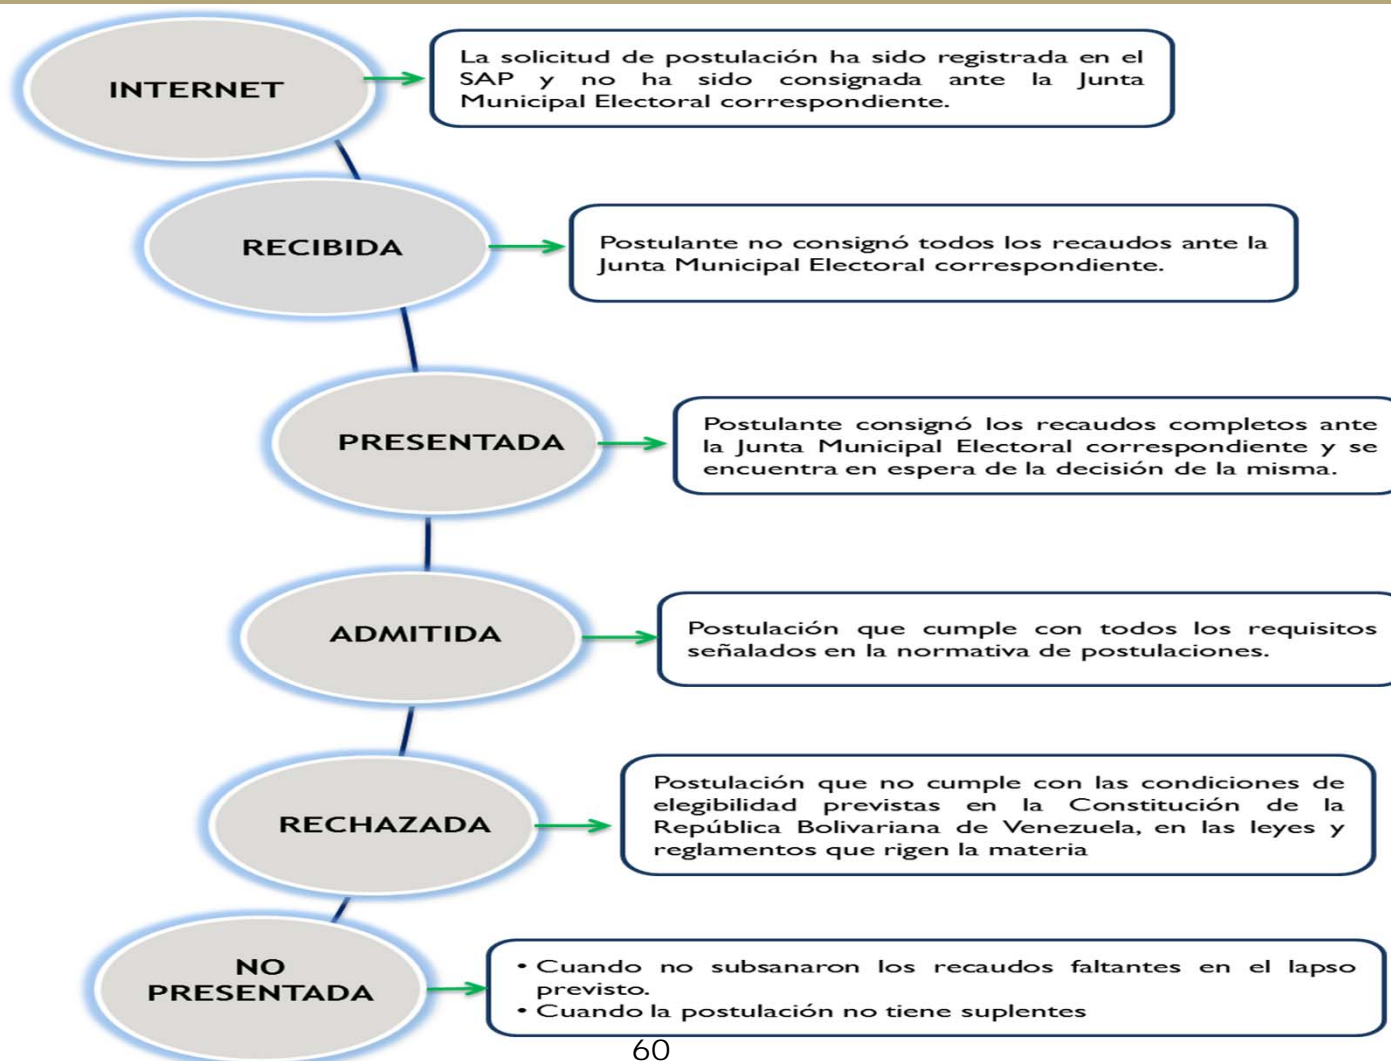 INTERNET
La solicitud de postulación ha sido registrada en el
SAP y no ha sido consignada ante la Junta
Municipal Electoral correspondiente.
RECIBIDA
Postulante no consignó todos los recaudos ante la
Junta Municipal Electoral correspondiente.
PRESENTADA
Postulante consignó los recaudos completos ante
la Junta Municipal Electoral correspondiente y se
encuentra en espera de la decisión de la misma.
ADMITIDA
Postulación que cumple con todos los requisitos
señalados en la normativa de postulaciones.
RECHAZADA
Postulación que no cumple con las condiciones de
elegibilidad previstas en la Constitución de la
República Bolivariana de Venezuela, en las leyes y
reglamentos que rigen la materia
NO
PRESENTADA
• Cuando no subsanaron los recaudos faltantes en el lapso
previsto.
• Cuando la postulación no tiene suplentes
60